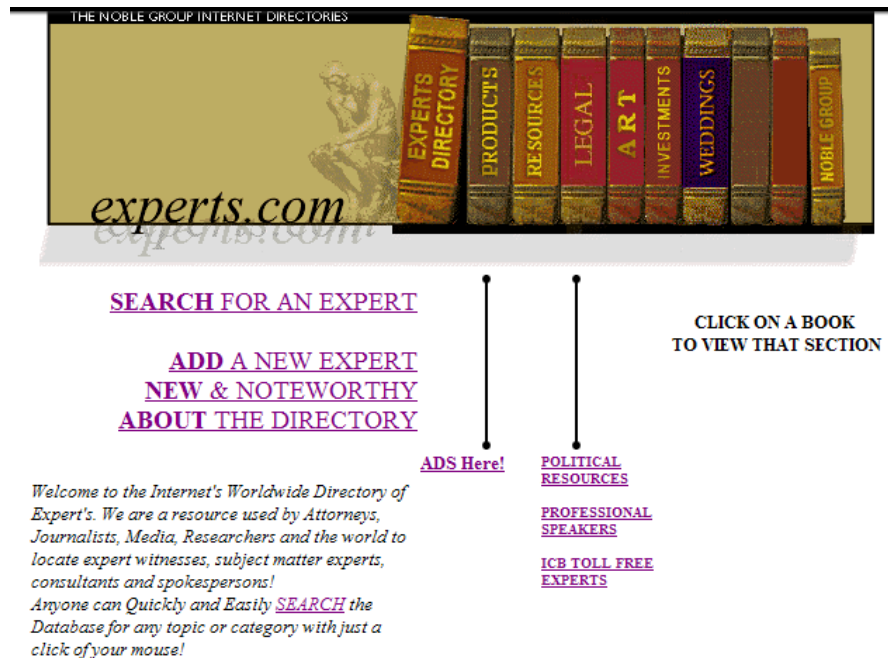 THE NOBLE GROUP INTERNET DIRECTORIES
EXPERTS
DIRECTORY
PRODUCTS
RESOURCES
LEGAL
ART
INVESTMENTS
WEDDINGS
NOBLE GROUP
experts.com
SEARCH FOR AN EXPERT
ADD A NEW EXPERT
NEW & NOTEWORTHY
ABOUT THE DIRECTORY
CLICK ON A BOOK
TO VIEW THAT SECTION
ADS Here!
POLITICAL
RESOURCES
PROFESSIONAL
SPEAKERS
ICB TOLL FREE
EXPERTS
Welcome to the Internet's Worldwide Directory of
Expert's. We are a resource used by Attorneys,
Journalists, Media, Researchers and the world to
locate expert witnesses, subject matter experts,
consultants and spokespersons!
Anyone can Quickly and Easily SEARCH the
Database for any topic or category with just a
click of your mouse!